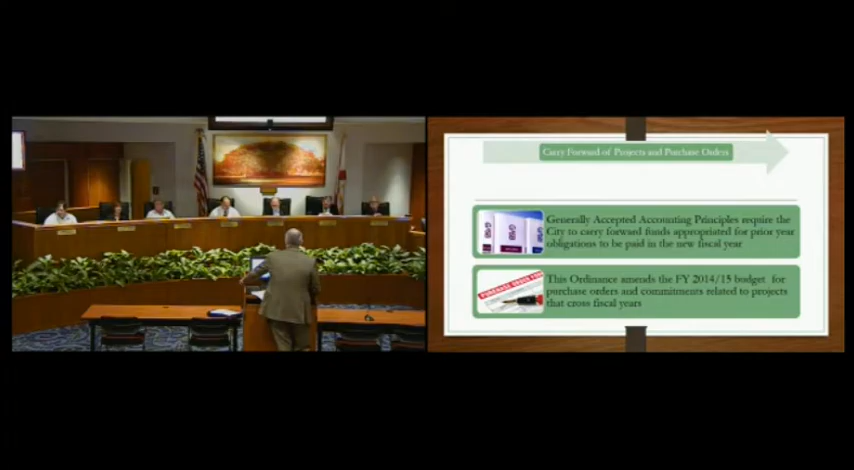 Carry Forward of Projects and Purchase Orders
Generally Accepted Accounting Principles require the
City to carry forward funds appropriated for prior year
obligations to be paid in the new fiscal year
This Ordinance amends the FY 2014/15 budget for
purchase orders and commitments related to projects
that cross fiscal years